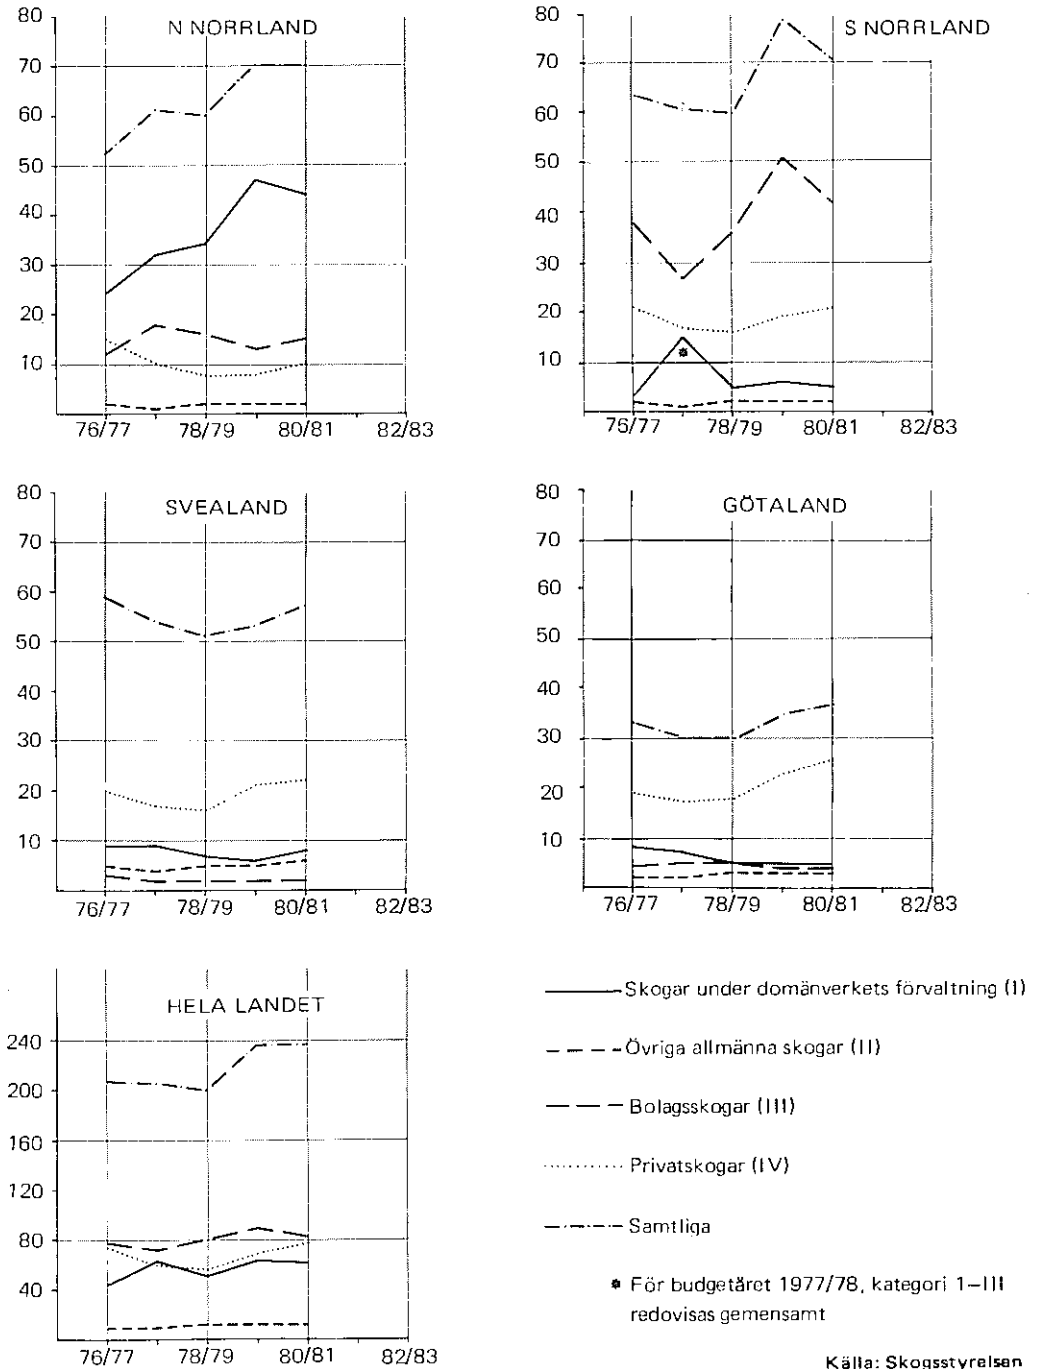 N NORRLAND
80
70
60
50
40
30
20
10
76/77 78/79 80/81 82/83
S NORRLAND
80
70
60
50
40
30
20
10
*
76/77 78/79 80/81 82/83
SVEALAND
80
70
60
50
40
30
20
10
76/77 78/79 80/81 82/83
GÖTALAND
80
70
60
50
40
30
20
10
76/77 78/79 80/81 82/83
HELA LANDET
240
200
160
120
80
40
76/77 78/79 80/81 82/83
Skogar under domänverkets förvaltning (I)
Övriga allmänna skogar (II)
Bolagsskogar (III)
Privatskogar (IV)
Samtliga
* För budgetåret 1977/78, kategori 1–III
redovisas gemensamt
Källa: Skogsstyrelsen